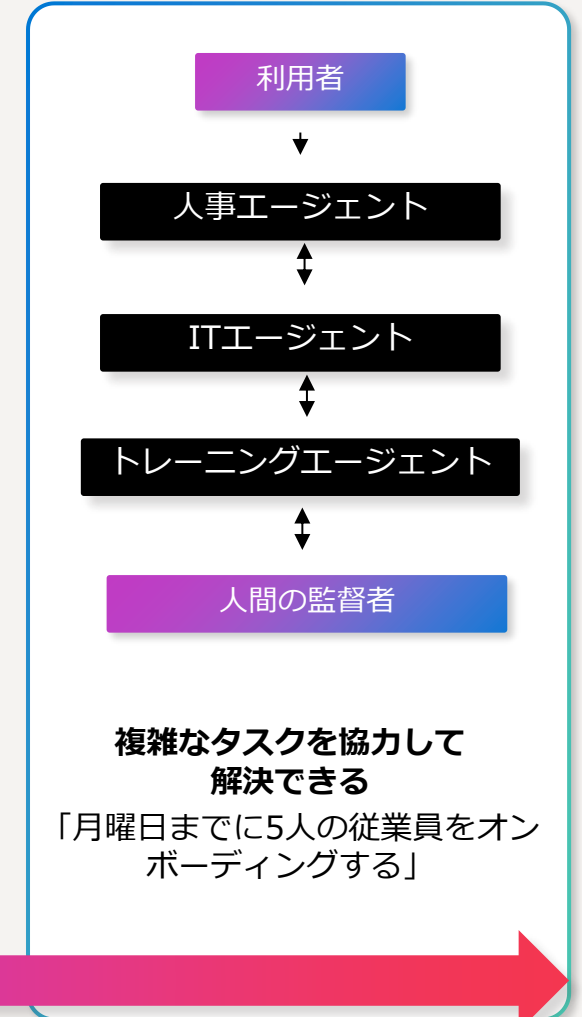 利用者
人事エージェント
ITエージェント
トレーニングエージェント
人間の監督者
複雑なタスクを協力して
解決できる
「月曜日までに5人の従業員をオン
ボーディングする」